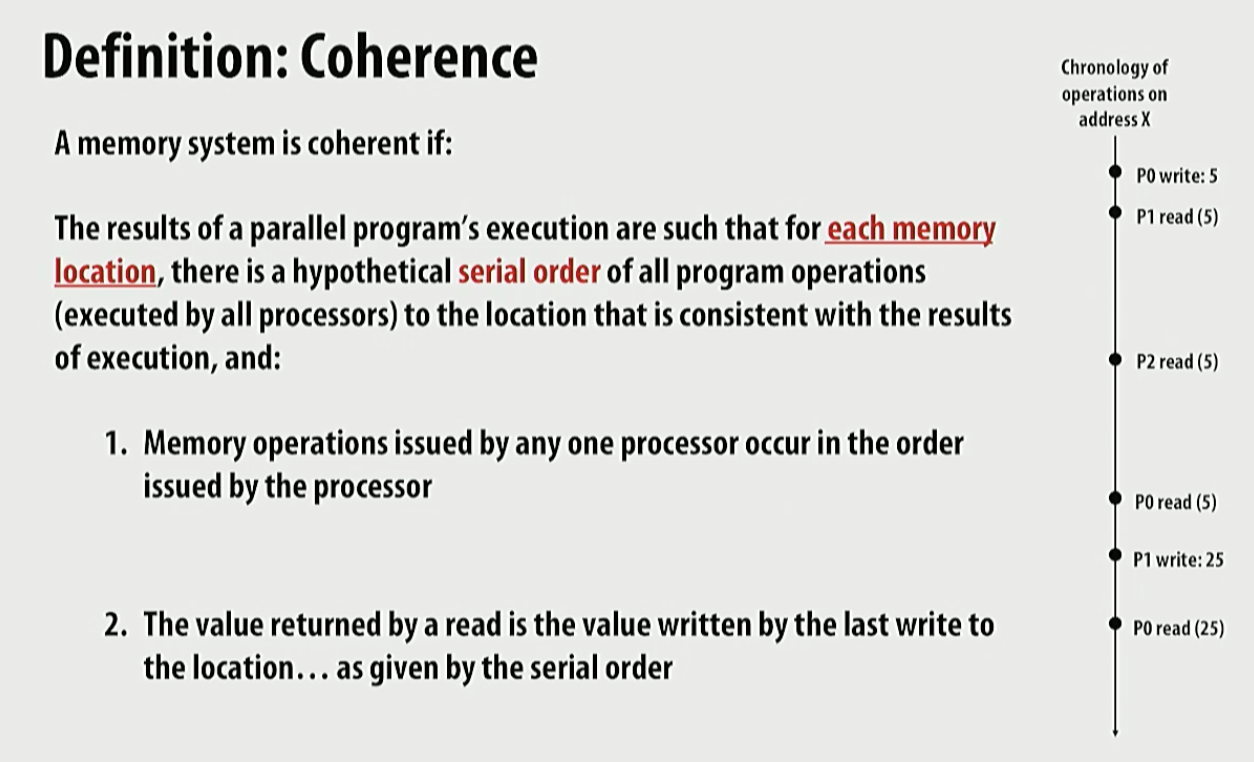 Definition: Coherence
A memory system is coherent if:
The results of a parallel program’s execution are such that for each memory
location, there is a hypothetical serial order of all program operations
(executed by all processors) to the location that is consistent with the results
of execution, and:
1. Memory operations issued by any one processor occur in the order
issued by the processor
2. The value returned by a read is the value written by the last write to
the location… as given by the serial order
Chronology of
operations on
address X
P0 write: 5
P1 read (5)
P2 read (5)
P0 read (5)
P1 write: 25
P0 read (25)